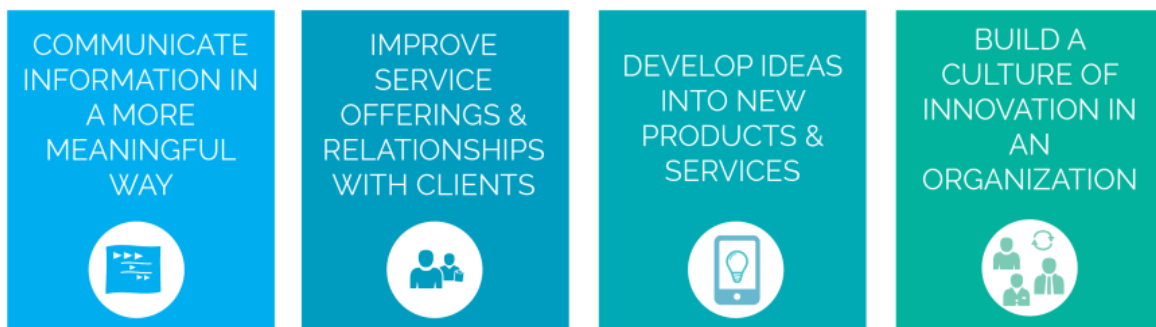 COMMUNICATE
INFORMATION IN
A MORE
MEANINGFUL
WAY
IMPROVE
SERVICE
OFFERINGS &
RELATIONSHIPS
WITH CLIENTS
DEVELOP IDEAS
INTO NEW
PRODUCTS &
SERVICES
BUILD A
CULTURE OF
INNOVATION IN
AN
ORGANIZATION